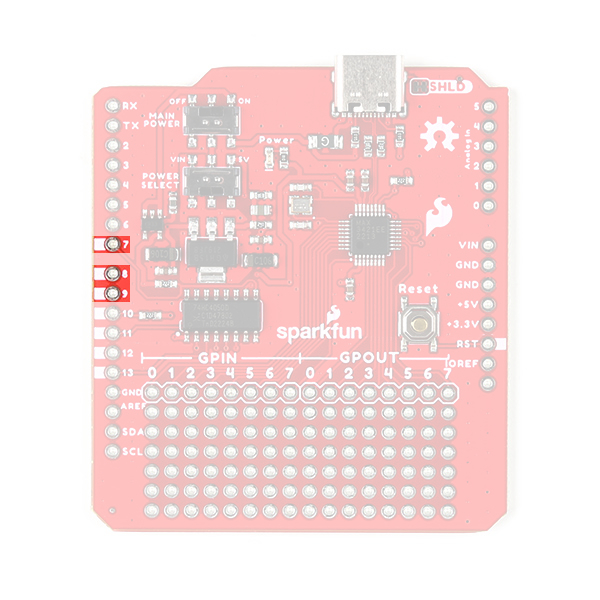 SHLD
OFF ON
MAIN
POWER
Power
VIN 5V
POWER
SELECT
RX
TX
2
3
4
5
6
7
8
9
10
11
12
13
GND
AREF
SDA
SCL
5
4
3
2
1
0
Analog In
VIN
GND
GND
+5V
+3.3V
RST
IOREF
Reset
sparkfun
GPIN GPOUT
0 1 2 3 4 5 6 7 0 1 2 3 4 5 6 7